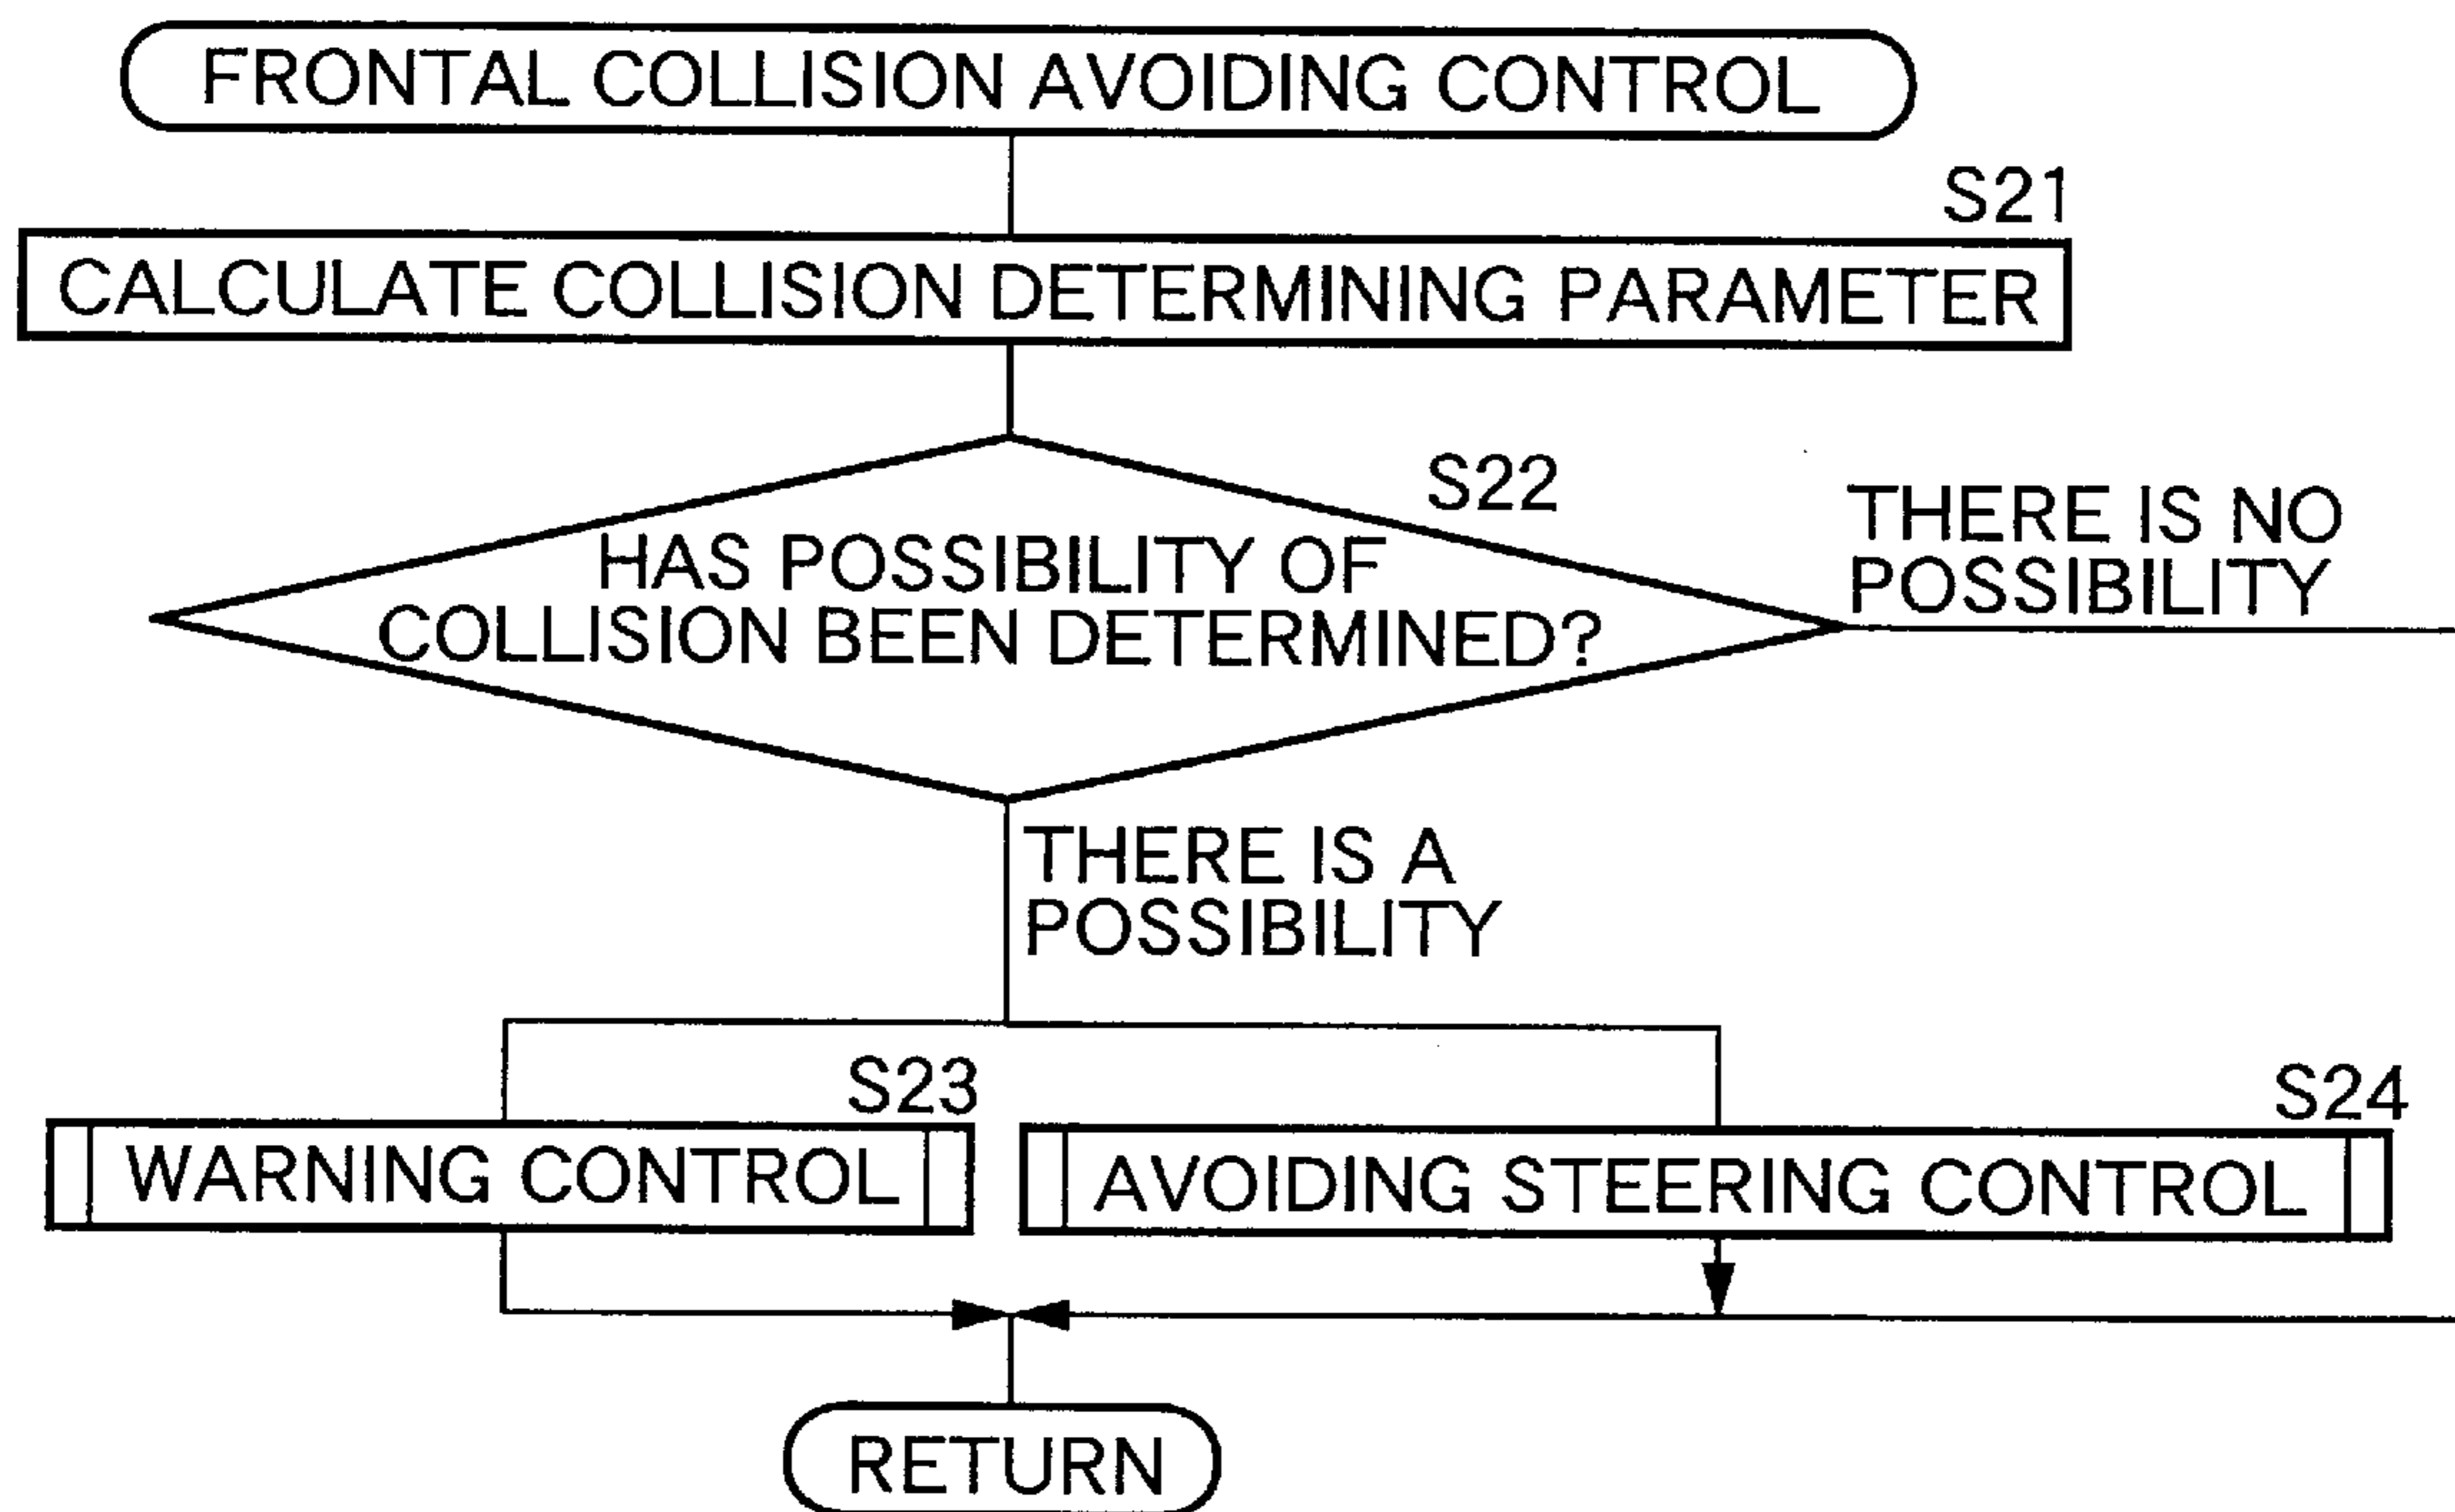 FRONTAL COLLISION AVOIDING CONTROL
S21
CALCULATE COLLISION DETERMINING PARAMETER
S22
HAS POSSIBILITY OF
COLLISION BEEN DETERMINED?
THERE IS NO
POSSIBILITY
THERE IS A
POSSIBILITY
S23
WARNING CONTROL
S24
AVOIDING STEERING CONTROL
RETURN